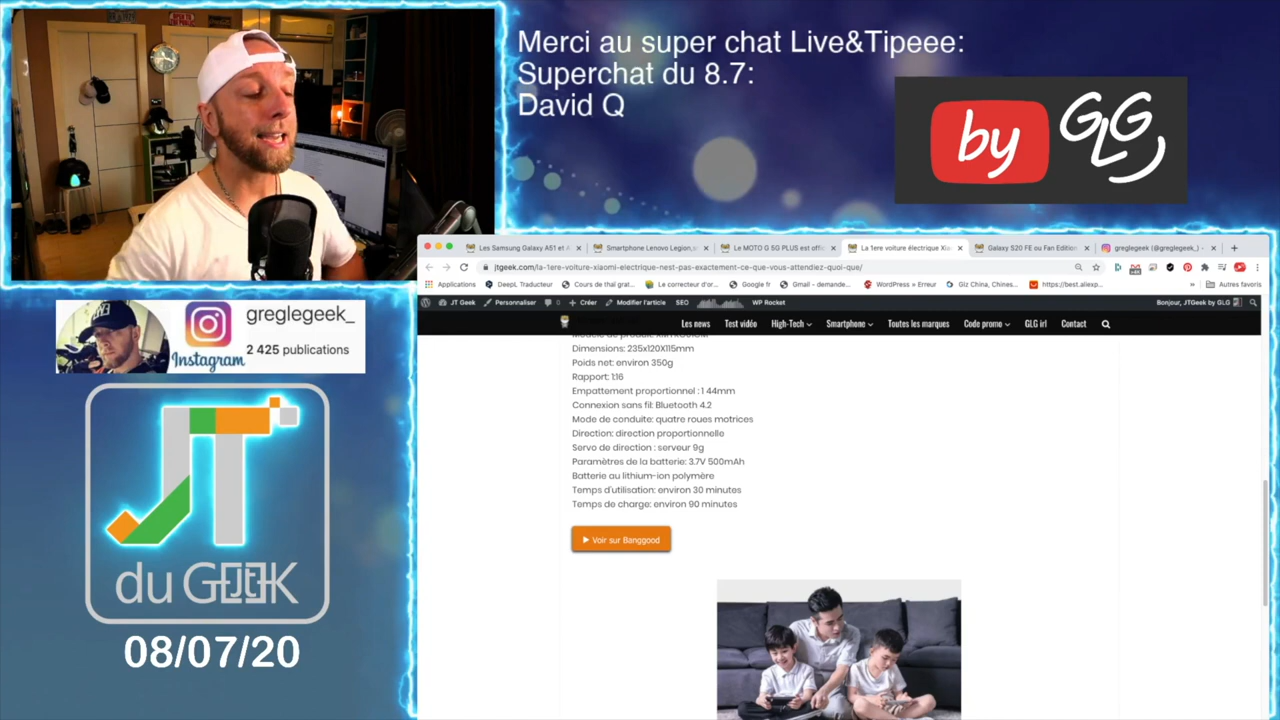 Merci au super chat Live&Tipeee:
Superchat du 8.7:
David Q
by GLG
greglegeek_
2 425 publications
Instagram
JT
du GEEK
08/07/20
Les Samsung Galaxy A51 et A
Smartphone Lenovo Legion,
Le MOTO G 5G PLUS est offi
La 1ere voiture électrique Xia
Galaxy S20 FE ou Fan Edition
greglegeek (@greglegeek_)
jtgeek.com/la-1ere-voiture-xiaomi-electrique-nest-pas-exactement-ce-que-vous-attendiez-quoi-que/
Applications
DeepL Traducteur
Cours de thaï grat...
Le correcteur d'or...
Google fr
Gmail - demande...
WordPress » Erreur
Giz China, Chines...
https://best.aliexp...
» Autres favoris
JT Geek
Personnaliser
0
Créer
Modifier l'article
SEO
WP Rocket
Bonjour, JTGeek by GLG
Les news
Test vidéo
High-Tech
Smartphone
Toutes les marques
Code promo
GLG irl
Contact
Dimensions: 235x120X115mm
Poids net: environ 350g
Rapport: 1:16
Empattement proportionnel : 1 44mm
Connexion sans fil: Bluetooth 4.2
Mode de conduite: quatre roues motrices
Direction: direction proportionnelle
Servo de direction : serveur 9g
Paramètres de la batterie: 3.7V 500mAh
Batterie au lithium-ion polymère
Temps d'utilisation: environ 30 minutes
Temps de charge: environ 90 minutes
Voir sur Banggood